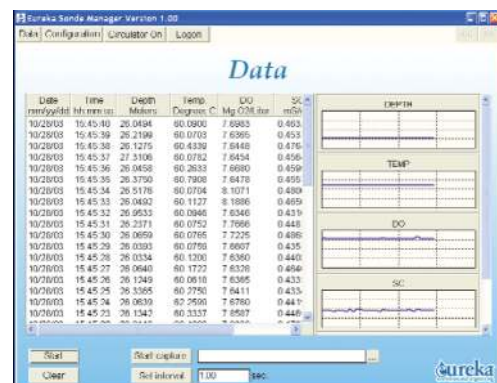 Eureka Sonde Manager Version 1.00
Data Configuration Circulator On Logon
Data
Date Time Depth Temp. DO SC
mm/yy/dd hh:mm:ss Meters Degrees C Mg O2/Liter mS/
10/28/03 15:45:40 26.0494 60.0900 7.6983
10/28/03 15:45:39 26.2199 60.0703 7.6365
10/28/03 15:45:38 26.1275 60.4339 7.6448
10/28/03 15:45:37 27.3106 60.0782 7.6454
10/28/03 15:45:36 26.0458 60.2633 7.6680
10/28/03 15:45:35 26.3750 60.7908 7.6478
10/28/03 15:45:34 26.5176 60.0704 8.1071
10/28/03 15:45:33 26.0492 60.1127 8.1886
10/28/03 15:45:32 26.9533 60.0946 7.6346
10/28/03 15:45:31 26.2371 60.0752 7.7666
10/28/03 15:45:30 26.0659 60.0765 7.7225
10/28/03 15:45:29 26.0393 60.0756 7.6607
10/28/03 15:45:28 26.0334 60.1200 7.6360
10/28/03 15:45:27 26.0640 60.1722 7.6328
10/28/03 15:45:26 26.1249 60.0618 7.6365
10/28/03 15:45:25 26.3365 60.2750 7.6411
10/28/03 15:45:24 26.0639 62.2599 7.6760
10/28/03 15:45:23 26.1342 60.3337 7.6587
DEPTH
TEMP
DO
SC
Start Start capture ...
Clear Set interval 1.00 sec.
eureka